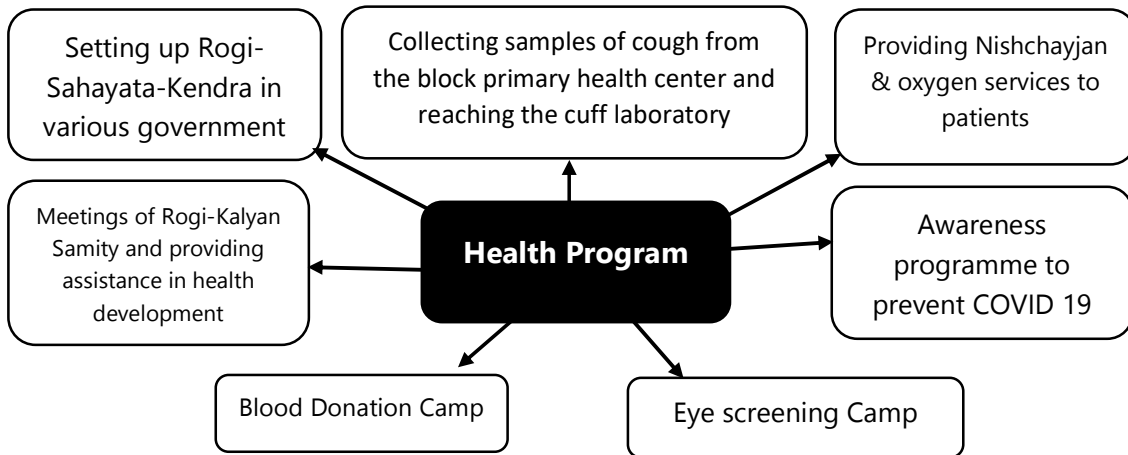 Setting up Rogi-
Sahayata-Kendra in
various government
Collecting samples of cough from
the block primary health center and
reaching the cuff laboratory
Providing Nishchayjan
& oxygen services to
patients
Meetings of Rogi-Kalyan
Samity and providing
assistance in health
development
Health Program
Awareness
programme to
prevent COVID 19
Blood Donation Camp
Eye screening Camp